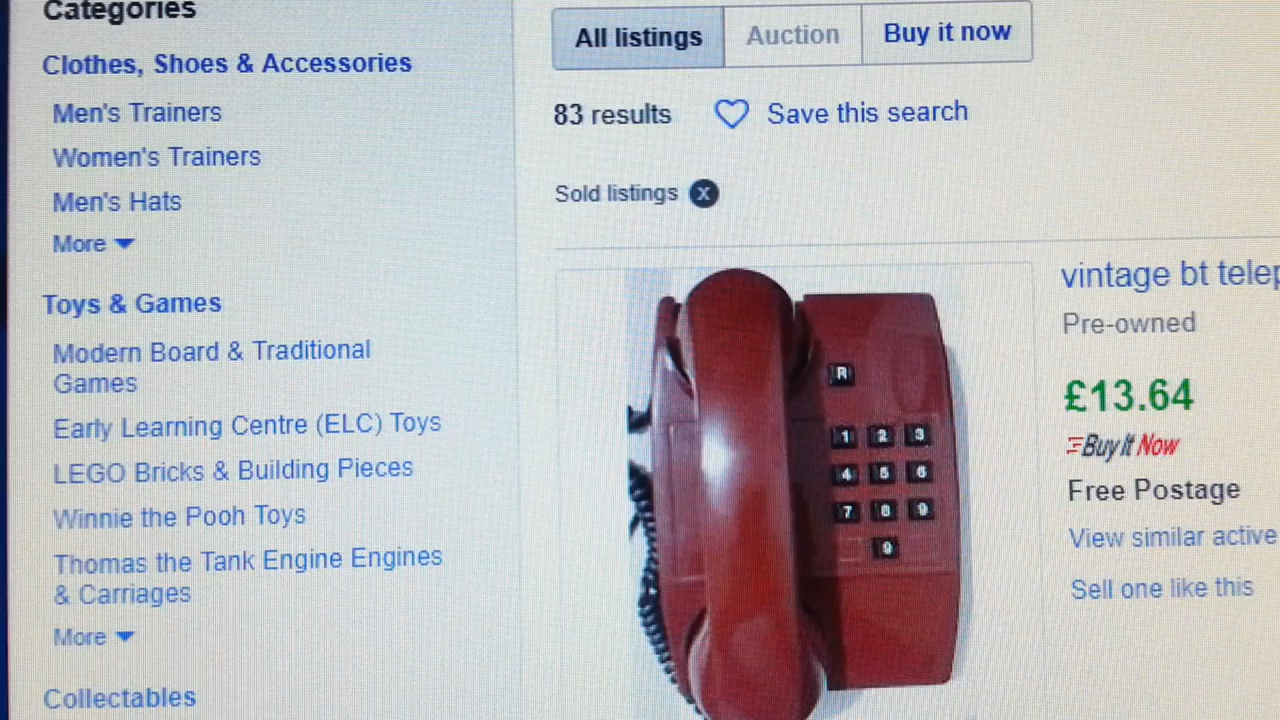 Categories
Clothes, Shoes & Accessories
Men's Trainers
Women's Trainers
Men's Hats
More
Toys & Games
Modern Board & Traditional
Games
Early Learning Centre (ELC) Toys
LEGO Bricks & Building Pieces
Winnie the Pooh Toys
Thomas the Tank Engine Engines
& Carriages
More
Collectables
All listings Auction Buy it now
83 results Save this search
Sold listings X
R
1 2 3
4 5 6
7 8 9
vintage bt
Pre-owned
£13.64
Buy It Now
Free Postage
View similar active
Sell one like this